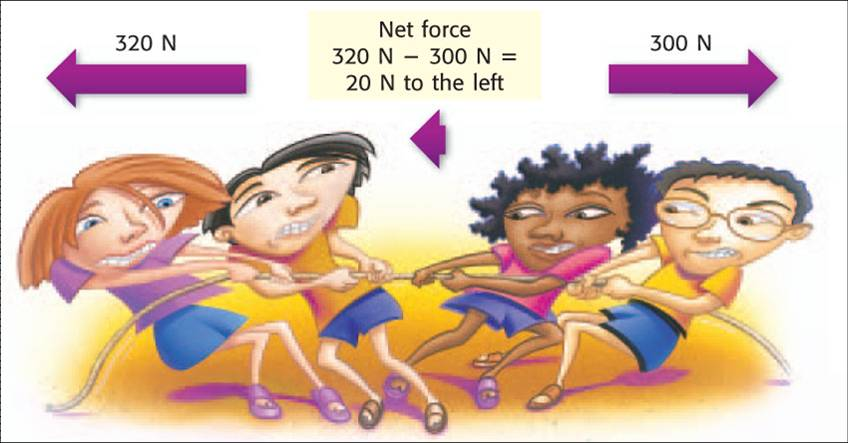 320 N
Net force
320 N – 300 N =
20 N to the left
300 N